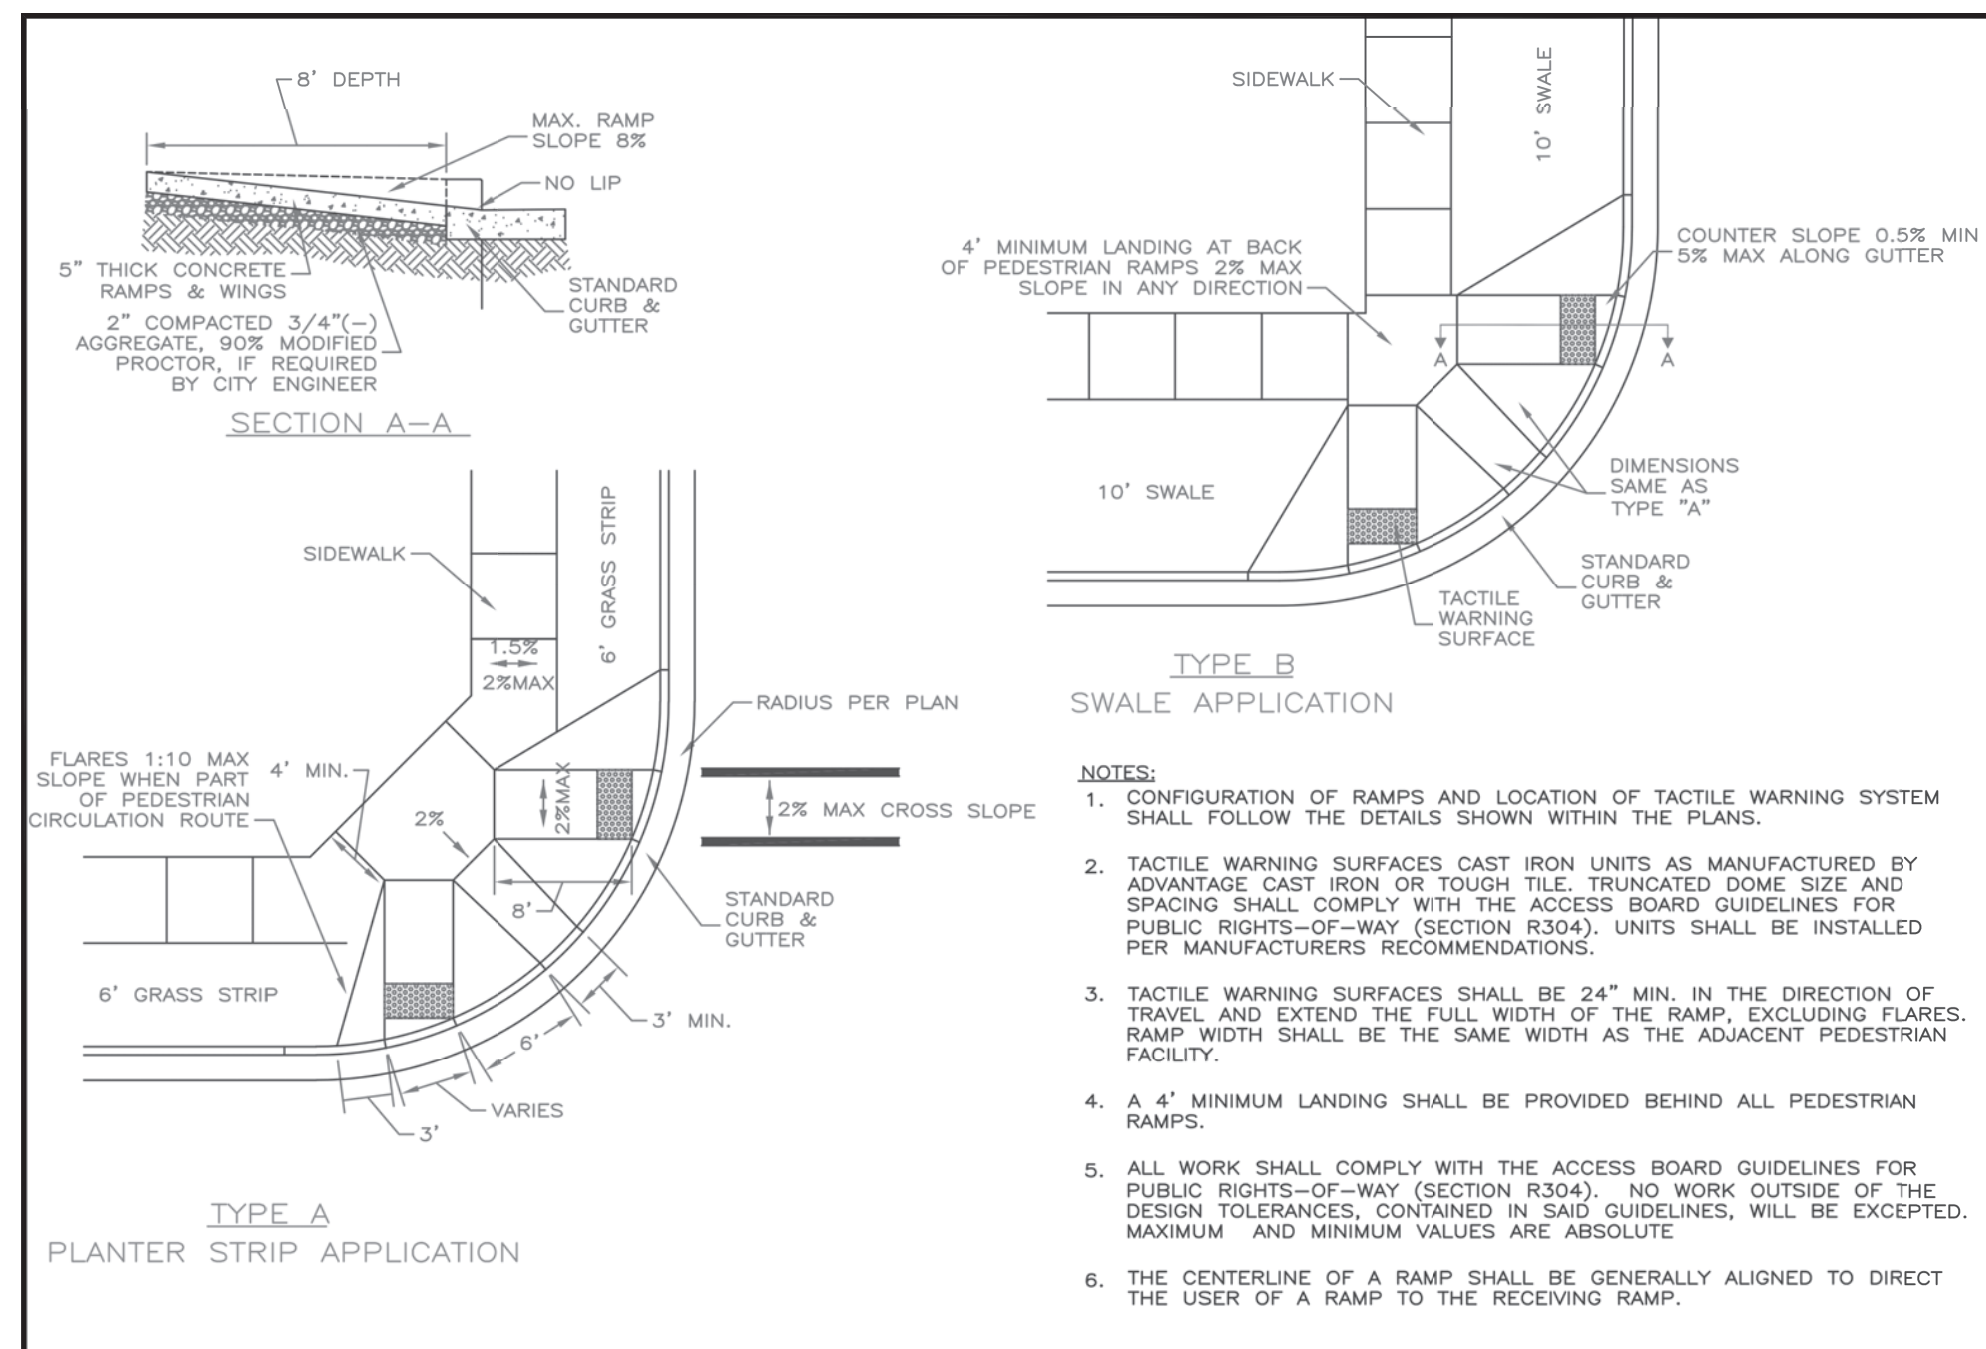 8' DEPTH
MAX. RAMP
SLOPE 8%
NO LIP
5" THICK CONCRETE
RAMPS & WINGS
2" COMPACTED 3/4"(-)
AGGREGATE, 90% MODIFIED
PROCTOR, IF REQUIRED
BY CITY ENGINEER
STANDARD
CURB &
GUTTER
SECTION A-A
SIDEWALK
6' GRASS STRIP
1.5%
2%MAX
RADIUS PER PLAN
FLARES 1:10 MAX
SLOPE WHEN PART
OF PEDESTRIAN
CIRCULATION ROUTE
4' MIN.
2%
2%MAX
2% MAX CROSS SLOPE
8'
STANDARD
CURB &
GUTTER
6' GRASS STRIP
3' MIN.
6'
VARIES
3'
TYPE A
PLANTER STRIP APPLICATION
SIDEWALK
10' SWALE
4' MINIMUM LANDING AT BACK
OF PEDESTRIAN RAMPS 2% MAX
SLOPE IN ANY DIRECTION
COUNTER SLOPE 0.5% MIN
5% MAX ALONG GUTTER
A
A
10' SWALE
DIMENSIONS
SAME AS
TYPE "A"
STANDARD
CURB &
GUTTER
TACTILE
WARNING
SURFACE
TYPE B
SWALE APPLICATION
NOTES:
1. CONFIGURATION OF RAMPS AND LOCATION OF TACTILE WARNING SYSTEM
SHALL FOLLOW THE DETAILS SHOWN WITHIN THE PLANS.
2. TACTILE WARNING SURFACES CAST IRON UNITS AS MANUFACTURED BY
ADVANTAGE CAST IRON OR TOUGH TILE. TRUNCATED DOME SIZE AND
SPACING SHALL COMPLY WITH THE ACCESS BOARD GUIDELINES FOR
PUBLIC RIGHTS-OF-WAY (SECTION R304). UNITS SHALL BE INSTALLED
PER MANUFACTURERS RECOMMENDATIONS.
3. TACTILE WARNING SURFACES SHALL BE 24" MIN. IN THE DIRECTION OF
TRAVEL AND EXTEND THE FULL WIDTH OF THE RAMP, EXCLUDING FLARES.
RAMP WIDTH SHALL BE THE SAME WIDTH AS THE ADJACENT PEDESTRIAN
FACILITY.
4. A 4' MINIMUM LANDING SHALL BE PROVIDED BEHIND ALL PEDESTRIAN
RAMPS.
5. ALL WORK SHALL COMPLY WITH THE ACCESS BOARD GUIDELINES FOR
PUBLIC RIGHTS-OF-WAY (SECTION R304). NO WORK OUTSIDE OF THE
DESIGN TOLERANCES, CONTAINED IN SAID GUIDELINES, WILL BE EXCEPTED.
MAXIMUM AND MINIMUM VALUES ARE ABSOLUTE
6. THE CENTERLINE OF A RAMP SHALL BE GENERALLY ALIGNED TO DIRECT
THE USER OF A RAMP TO THE RECEIVING RAMP.